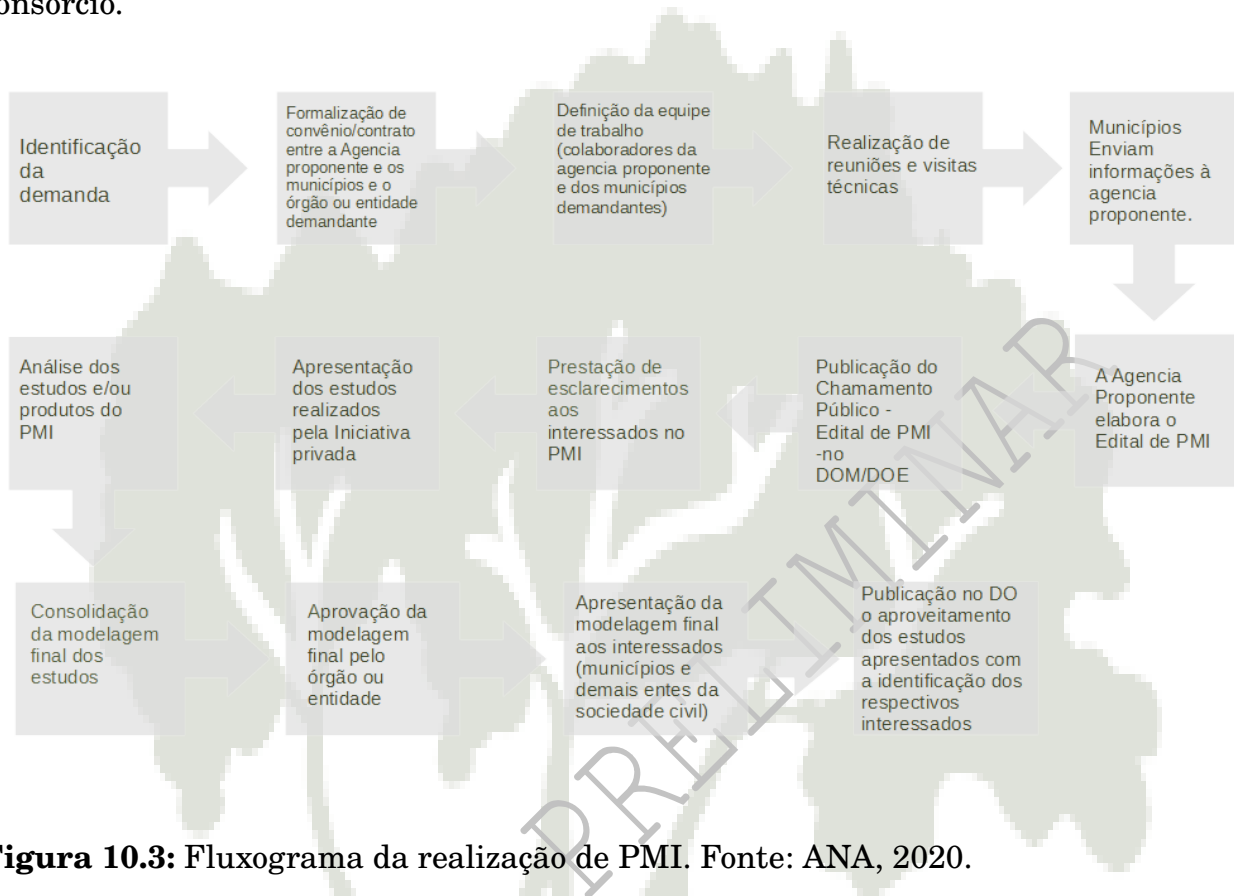 onsórcio.
Identificação
da
demanda
Formalização de
convênio/contrato
entre a Agencia
proponente e os
municípios e o
órgão ou entidade
demandante
Definição da equipe
de trabalho
(colaboradores da
agencia proponente
e dos municípios
demandantes)
Realização de
reuniões e visitas
técnicas
Municípios
Enviam
informações à
agencia
proponente.
A Agencia
Proponente
elabora o
Edital de PMI
Publicação do
Chamamento
Público -
Edital de PMI
-no
DOM/DOE
Prestação de
esclarecimentos
aos
interessados no
PMI
Apresentação
dos estudos
realizados
pela Iniciativa
privada
Análise dos
estudos e/ou
produtos do
PMI
Consolidação
da modelagem
final dos
estudos
Aprovação da
modelagem
final pelo
órgão ou
entidade
Apresentação da
modelagem final
aos interessados
(municípios e
demais entes da
sociedade civil)
Publicação no DO
o aproveitamento
dos estudos
apresentados com
a identificação dos
respectivos
interessados
PRELIMINAR
Figura 10.3: Fluxograma da realização de PMI. Fonte: ANA, 2020.